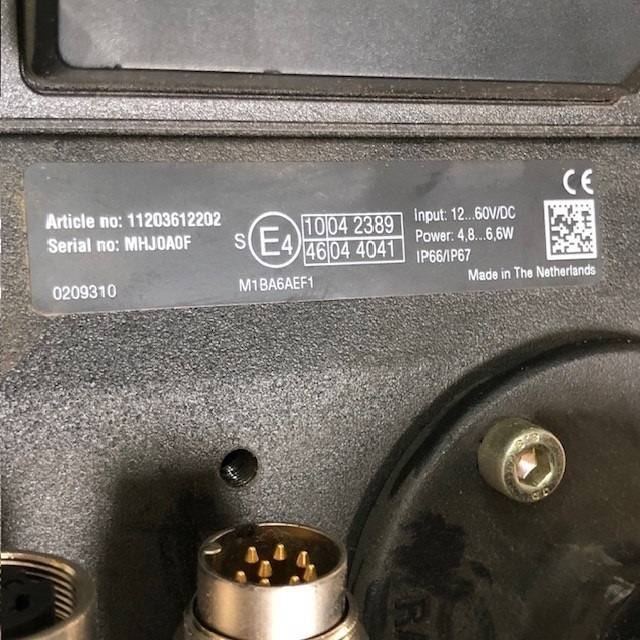 CE
Article no: 11203612202
Serial no: MHJ0A0F
0209310
S E4
10 04 2389
46 04 4041
M1BA6AEF1
Input: 12...60V/DC
Power: 4,8...6,6W
IP66/IP67
Made in The Netherlands